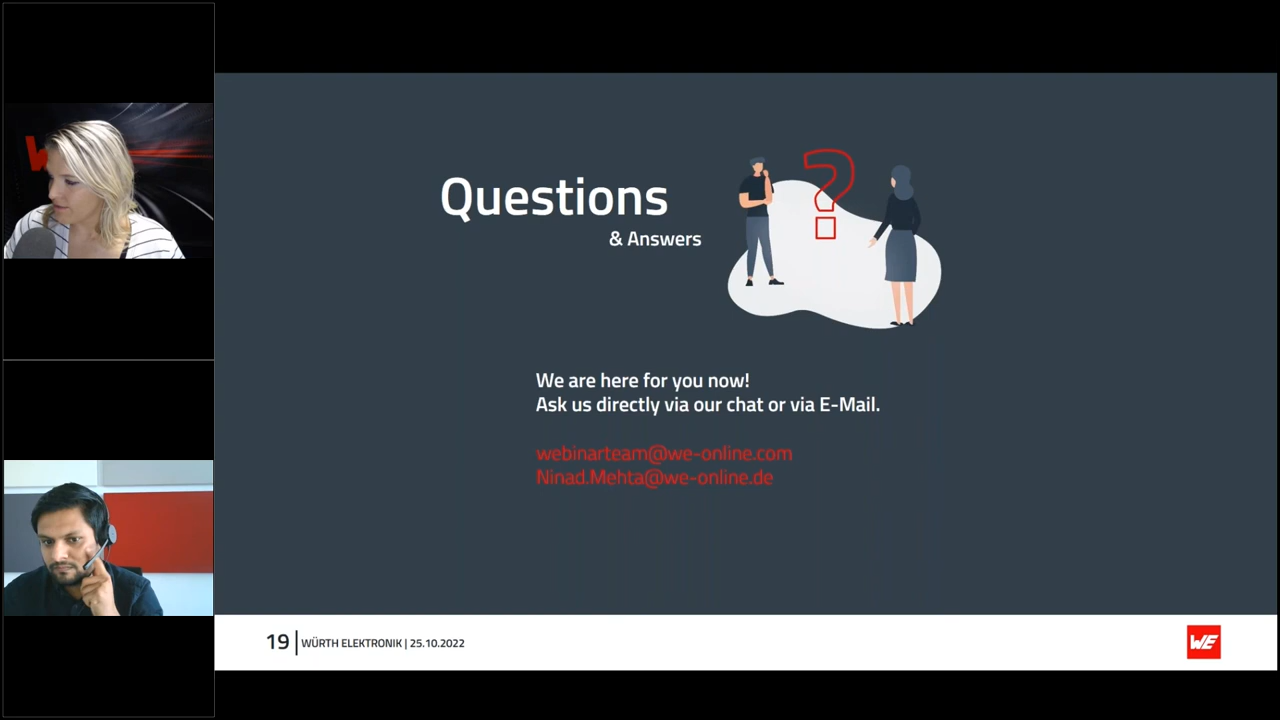 Questions
& Answers
?
We are here for you now!
Ask us directly via our chat or via E-Mail.
webinarteam@we-online.com
Ninad.Mehta@we-online.de
19 | WÜRTH ELEKTRONIK | 25.10.2022
WE